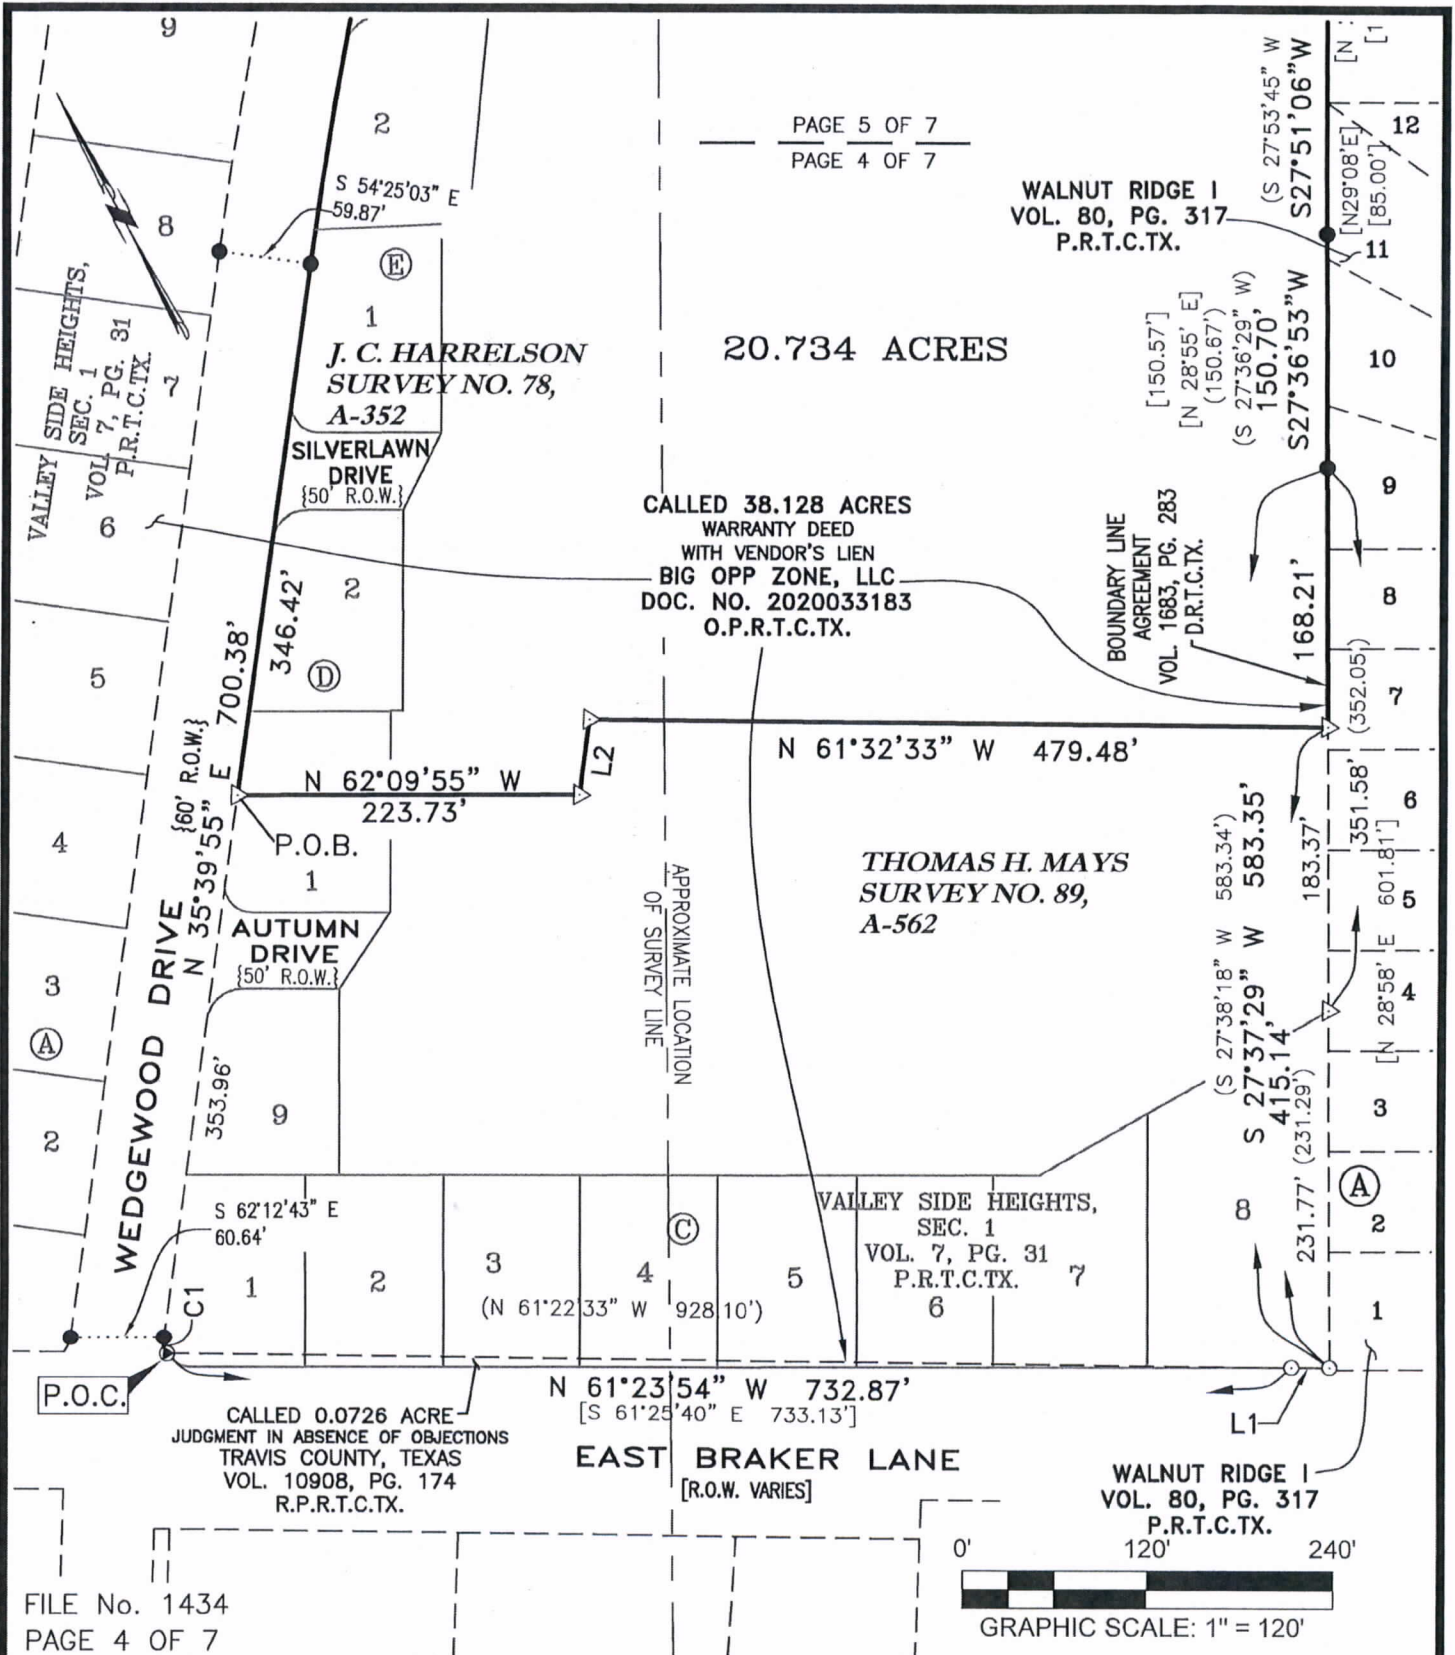 9
2
8
S 54°25'03" E
59.87'
E
1
J. C. HARRELSON
SURVEY NO. 78,
A-352
VALLEY SIDE HEIGHTS,
SEC. 1
VOL. 7, PG. 31
P.R.T.C.TX.
7
6
5
4
3
A
2
SILVERLAWN
DRIVE
{50' R.O.W.}
2
D
346.42'
N 35°39'55" E 700.38'
{60' R.O.W.}
WEDGEWOOD DRIVE
PAGE 5 OF 7
PAGE 4 OF 7
20.734 ACRES
WALNUT RIDGE I
VOL. 80, PG. 317
P.R.T.C.TX.
(S 27°53'45" W
S27°51'06"W
[N
[1
[N29°08'E]
[85.00']
12
11
10
9
8
7
6
5
4
3
A
2
1
[150.57']
[N 28°55' E]
(150.67')
(S 27°36'29" W)
150.70'
S27°36'53"W
CALLED 38.128 ACRES
WARRANTY DEED
WITH VENDOR'S LIEN
BIG OPP ZONE, LLC
DOC. NO. 2020033183
O.P.R.T.C.TX.
BOUNDARY LINE
AGREEMENT
VOL. 1683, PG. 283
D.R.T.C.TX.
168.21'
(352.05')
L2
N 61°32'33" W 479.48'
N 62°09'55" W
223.73'
P.O.B.
1
AUTUMN
DRIVE
{50' R.O.W.}
353.96'
9
APPROXIMATE LOCATION
OF SURVEY LINE
THOMAS H. MAYS
SURVEY NO. 89,
A-562
(S 27°38'18" W 583.34')
S 27°37'29" W 583.35'
415.14'
183.37'
351.58'
[N 28°58' E 601.81']
231.77' (231.29')
S 62°12'43" E
60.64'
C1
1
2
3
4
C
5
6
7
8
VALLEY SIDE HEIGHTS,
SEC. 1
VOL. 7, PG. 31
P.R.T.C.TX.
(N 61°22'33" W 928.10')
P.O.C.
N 61°23'54" W 732.87'
[S 61°25'40" E 733.13']
CALLED 0.0726 ACRE
JUDGMENT IN ABSENCE OF OBJECTIONS
TRAVIS COUNTY, TEXAS
VOL. 10908, PG. 174
R.P.R.T.C.TX.
EAST BRAKER LANE
[R.O.W. VARIES]
L1
WALNUT RIDGE I
VOL. 80, PG. 317
P.R.T.C.TX.
0' 120' 240'
GRAPHIC SCALE: 1" = 120'
FILE No. 1434
PAGE 4 OF 7